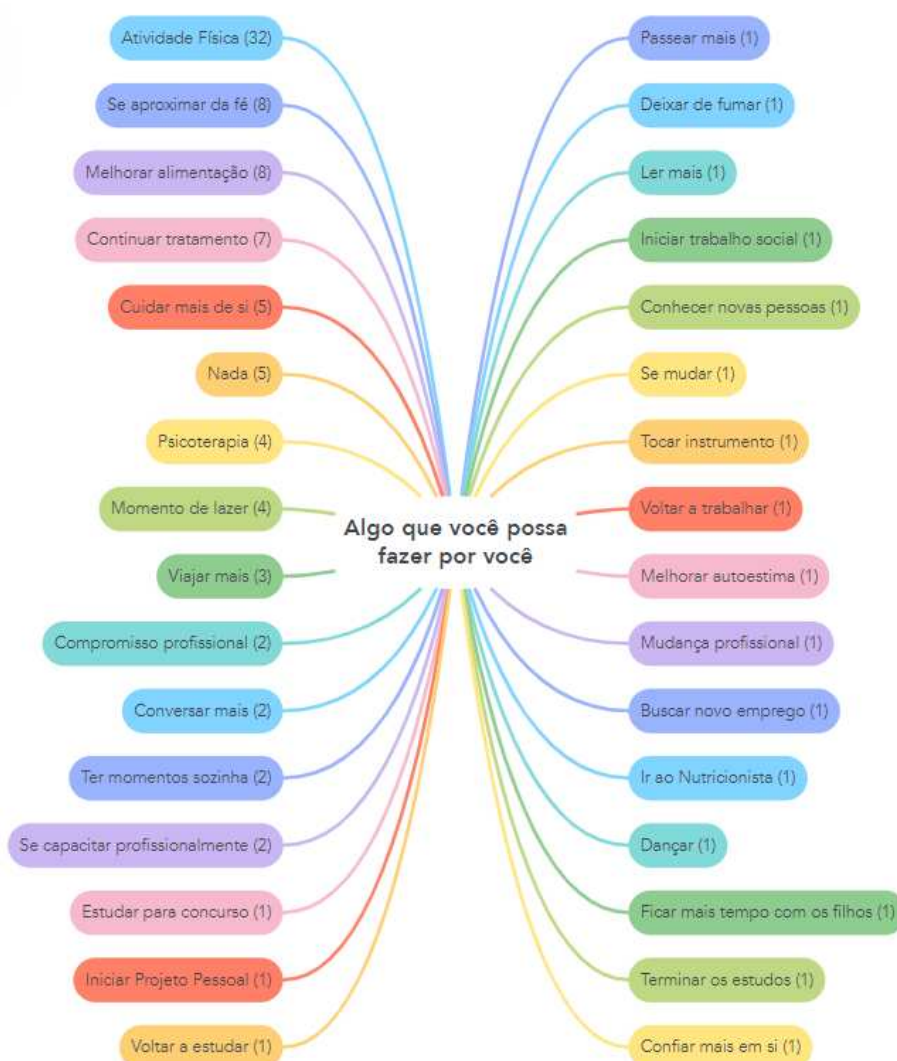 Atividade Física (32)
Se aproximar da fé (8)
Melhorar alimentação (8)
Continuar tratamento (7)
Cuidar mais de si (5)
Nada (5)
Psicoterapia (4)
Momento de lazer (4)
Viajar mais (3)
Compromisso profissional (2)
Conversar mais (2)
Ter momentos sozinha (2)
Se capacitar profissionalmente (2)
Estudar para concurso (1)
Iniciar Projeto Pessoal (1)
Voltar a estudar (1)
Algo que você possa
fazer por você
Passear mais (1)
Deixar de fumar (1)
Ler mais (1)
Iniciar trabalho social (1)
Conhecer novas pessoas (1)
Se mudar (1)
Tocar instrumento (1)
Voltar a trabalhar (1)
Melhorar autoestima (1)
Mudança profissional (1)
Buscar novo emprego (1)
Ir ao Nutricionista (1)
Dançar (1)
Ficar mais tempo com os filhos (1)
Terminar os estudos (1)
Confiar mais em si (1)